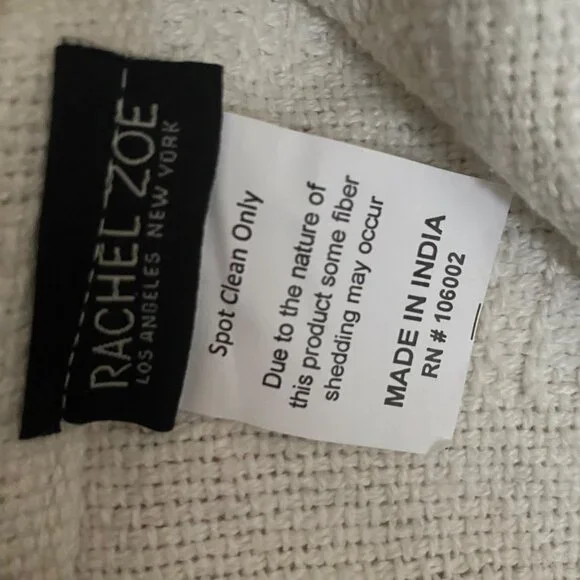 RACHEL ZOE
LOS ANGELES NEW YORK
Spot Clean Only
Due to the nature of
this product some fiber
shedding may occur
MADE IN INDIA
RN # 106002